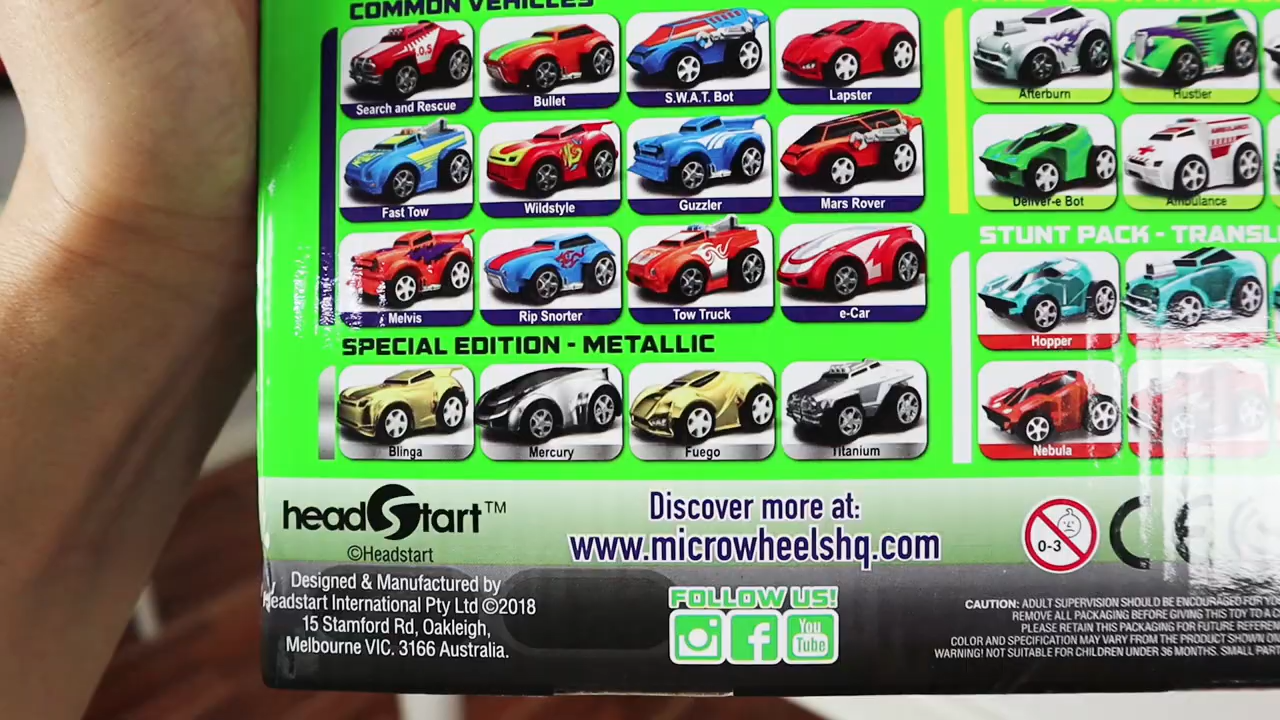 COMMON VEHICLES
Search and Rescue
Bullet
S.W.A.T. Bot
Lapster
Fast Tow
Wildstyle
Guzzler
Mars Rover
Melvis
Rip Snorter
Tow Truck
e-Car
SPECIAL EDITION - METALLIC
Blinga
Mercury
Fuego
Titanium
Afterburn
Hustler
Deliver-e Bot
Ambulance
STUNT PACK - TRANSL
Hopper
Nebula
headStart™
©Headstart
Designed & Manufactured by
Headstart International Pty Ltd ©2018
15 Stamford Rd, Oakleigh,
Melbourne VIC. 3166 Australia.
Discover more at:
www.microwheelshq.com
FOLLOW US!
You
Tube
0-3
CE
CAUTION: ADULT SUPERVISION SHOULD BE ENCOURAGED FOR
REMOVE ALL PACKAGING BEFORE GIVING THIS TOY TO A
PLEASE RETAIN THIS PACKAGING FOR FUTURE
COLOR AND SPECIFICATION MAY VARY FROM THE PRODUCT SHOWN
WARNING! NOT SUITABLE FOR CHILDREN UNDER 36 MONTHS. SMALL